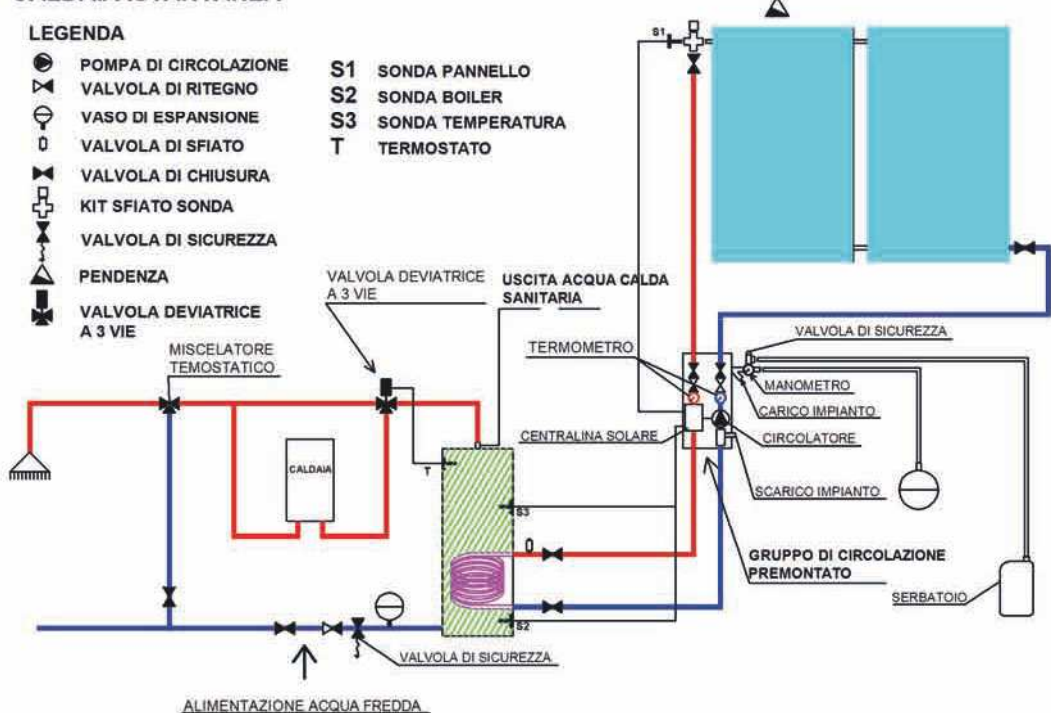 LEGENDA
POMPA DI CIRCOLAZIONE
VALVOLA DI RITEGNO
VASO DI ESPANSIONE
VALVOLA DI SFIATO
VALVOLA DI CHIUSURA
KIT SFIATO SONDA
VALVOLA DI SICUREZZA
PENDENZA
VALVOLA DEVIATRICE
A 3 VIE
S1 SONDA PANNELLO
S2 SONDA BOILER
S3 SONDA TEMPERATURA
T TERMOSTATO
S1
VALVOLA DEVIATRICE
A 3 VIE
USCITA ACQUA CALDA
SANITARIA
MISCELATORE
TEMOSTATICO
TERMOMETRO
VALVOLA DI SICUREZZA
MANOMETRO
CARICO IMPIANTO
CENTRALINA SOLARE
CIRCOLATORE
CALDAIA
T
SCARICO IMPIANTO
S3
GRUPPO DI CIRCOLAZIONE
PREMONTATO
SERBATOIO
S2
VALVOLA DI SICUREZZA
ALIMENTAZIONE ACQUA FREDDA